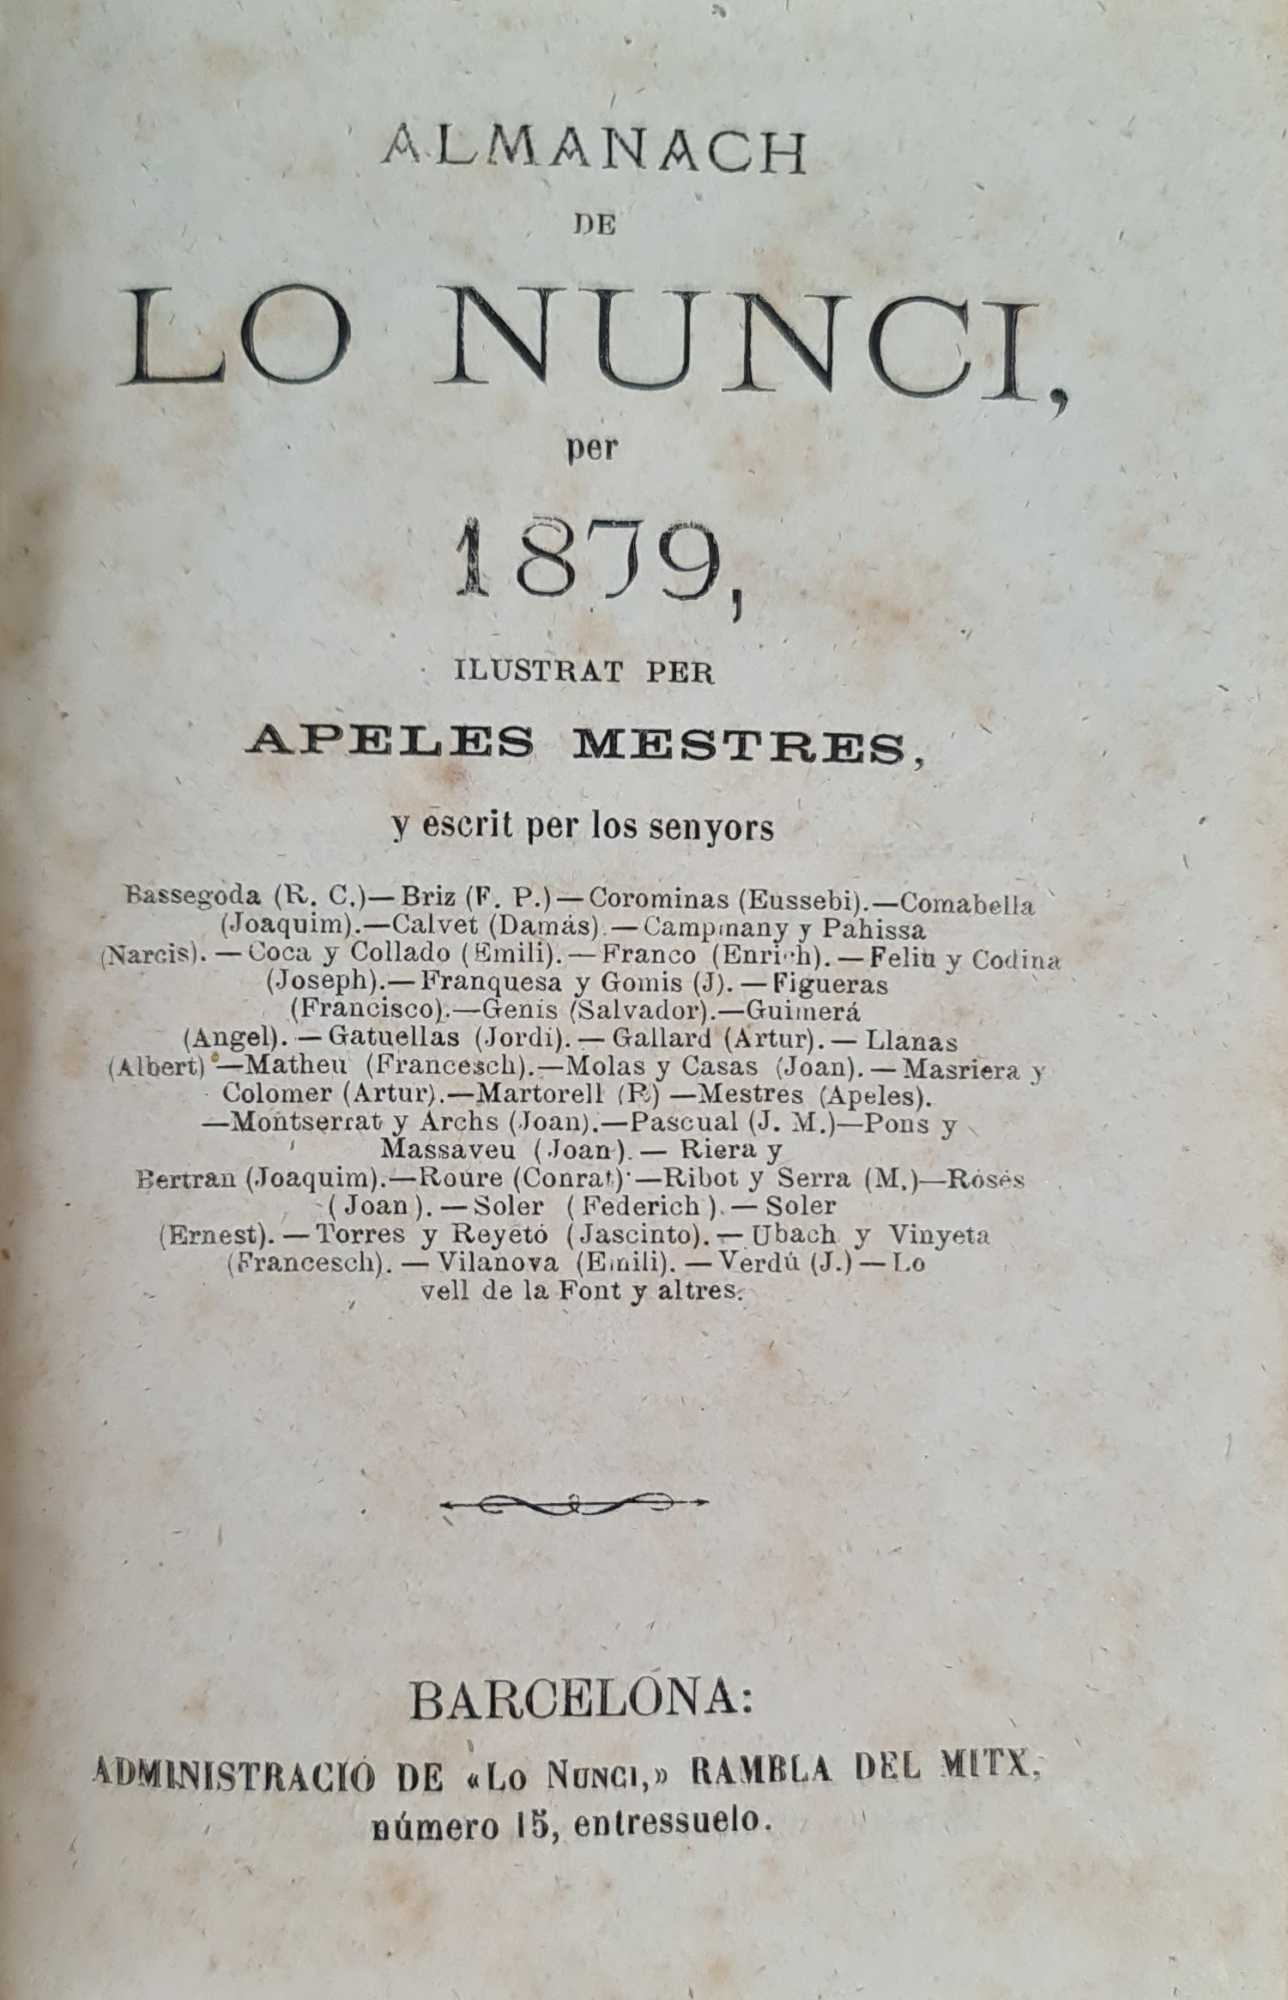 ALMANACH
DE
LO NUNCI,
per
1879,
ILUSTRAT PER
APELES MESTRES,
y escrit per los senyors
Bassegoda (R. C.)—Briz (F. P.)—Corominas (Eussebi).—Comabella
(Joaquim).—Calvet (Damás).—Campmany y Pahissa
(Narcis).—Coca y Collado (Emili).—Franco (Enrich).—Feliu y Codina
(Joseph).—Franquesa y Gomis (J).—Figueras
(Francisco).—Genís (Salvador).—Guimerá
(Angel).—Gatuellas (Jordi).—Gallard (Artur).—Llanas
(Albert)—Matheu (Francesch).—Molas y Casas (Joan).—Masriera y
Colomer (Artur).—Martorell (R)—Mestres (Apeles).
—Montserrat y Archs (Joan).—Pascual (J. M.)—Pons y
Massaveu (Joan).—Riera y
Bertran (Joaquim).—Roure (Conrat)—Ribot y Serra (M.)—Rosés
(Joan).—Soler (Federich).—Soler
(Ernest).—Torres y Reyetó (Jascinto).—Ubach y Vinyeta
(Francesch).—Vilanova (Emili).—Verdú (J.)—Lo
vell de la Font y altres.
BARCELONA:
ADMINISTRACIÓ DE «LO NUNCI,» RAMBLA DEL MITX,
número 15, entressuelo.